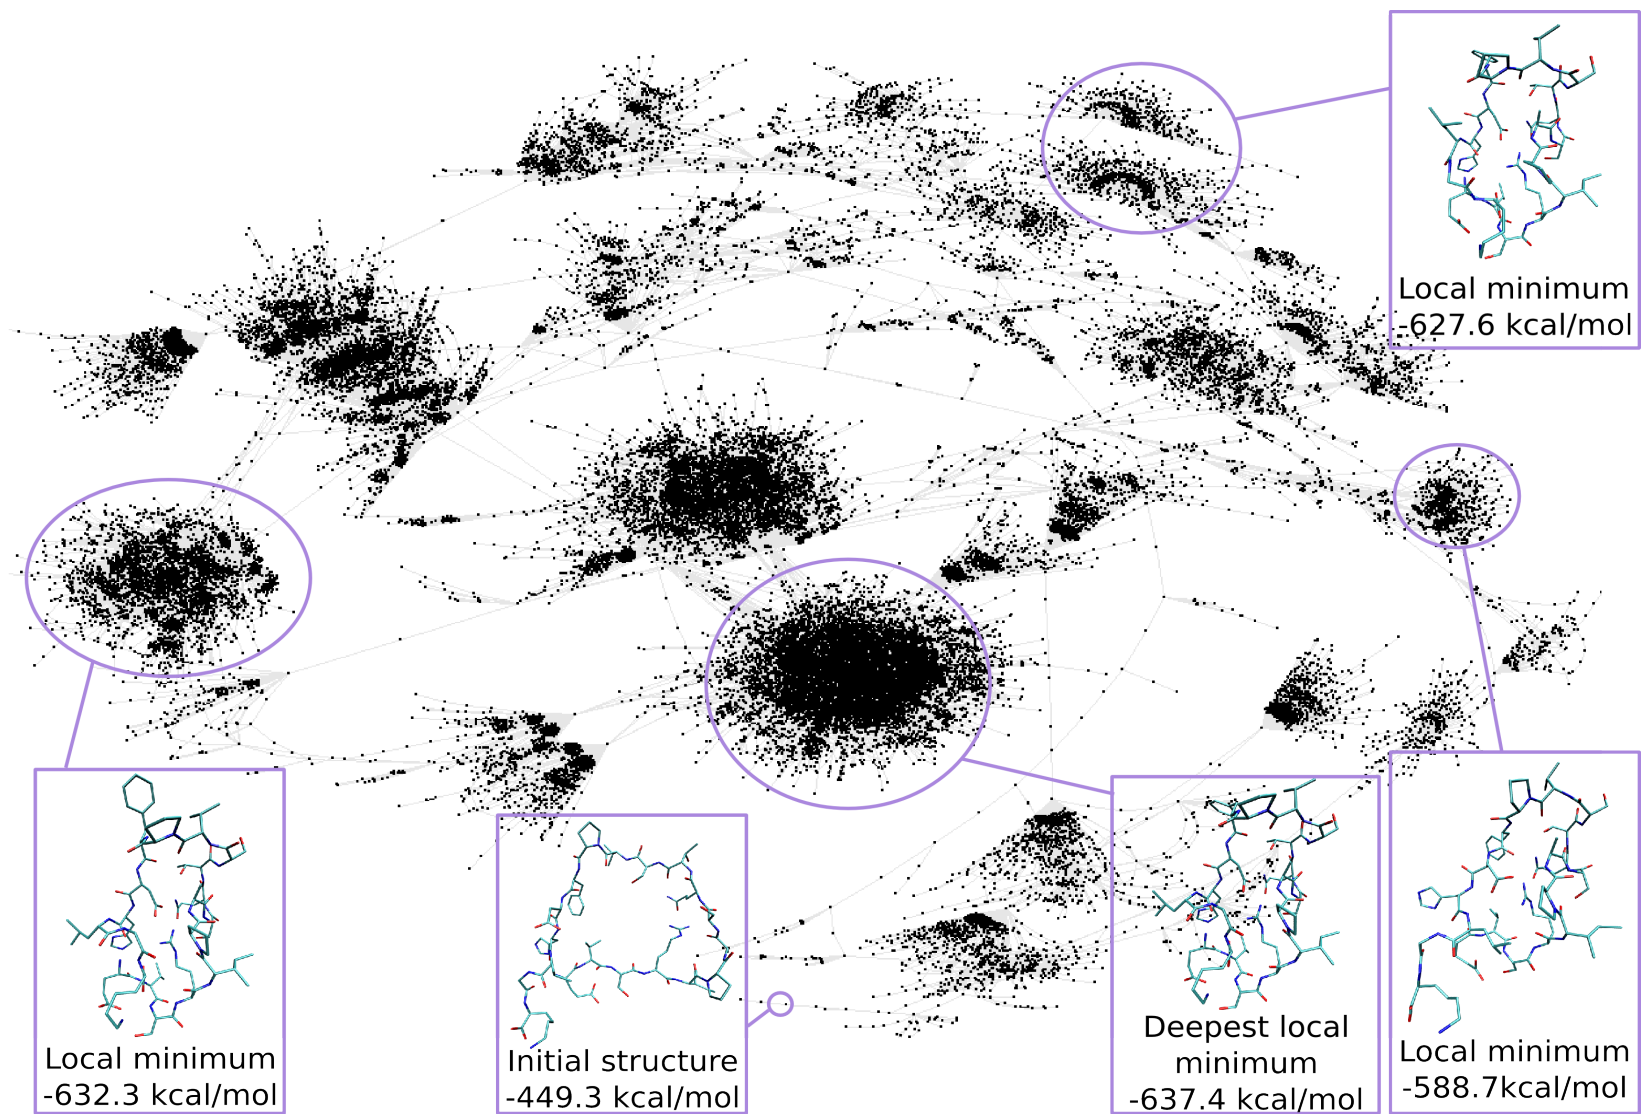 Local minimum
-627.6 kcal/mol
Local minimum
-632.3 kcal/mol
Initial structure
-449.3 kcal/mol
Deepest local
minimum
-637.4 kcal/mol
Local minimum
-588.7kcal/mol